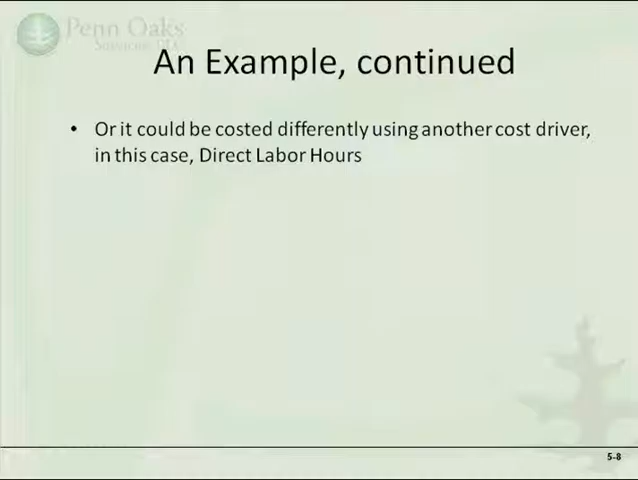 Penn Oaks
Services, LLC
An Example, continued
• Or it could be costed differently using another cost driver,
in this case, Direct Labor Hours
5-8